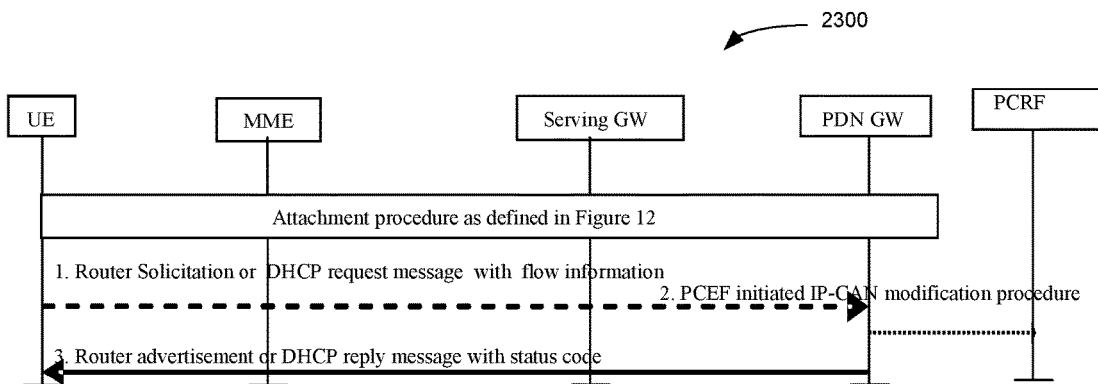 2300
UE
MME
Serving GW
PDN GW
PCRF
Attachment procedure as defined in Figure 12
1. Router Solicitation or DHCP request message with flow information
2. PCEF initiated IP-CAN modification procedure
3. Router advertisement or DHCP reply message with status code